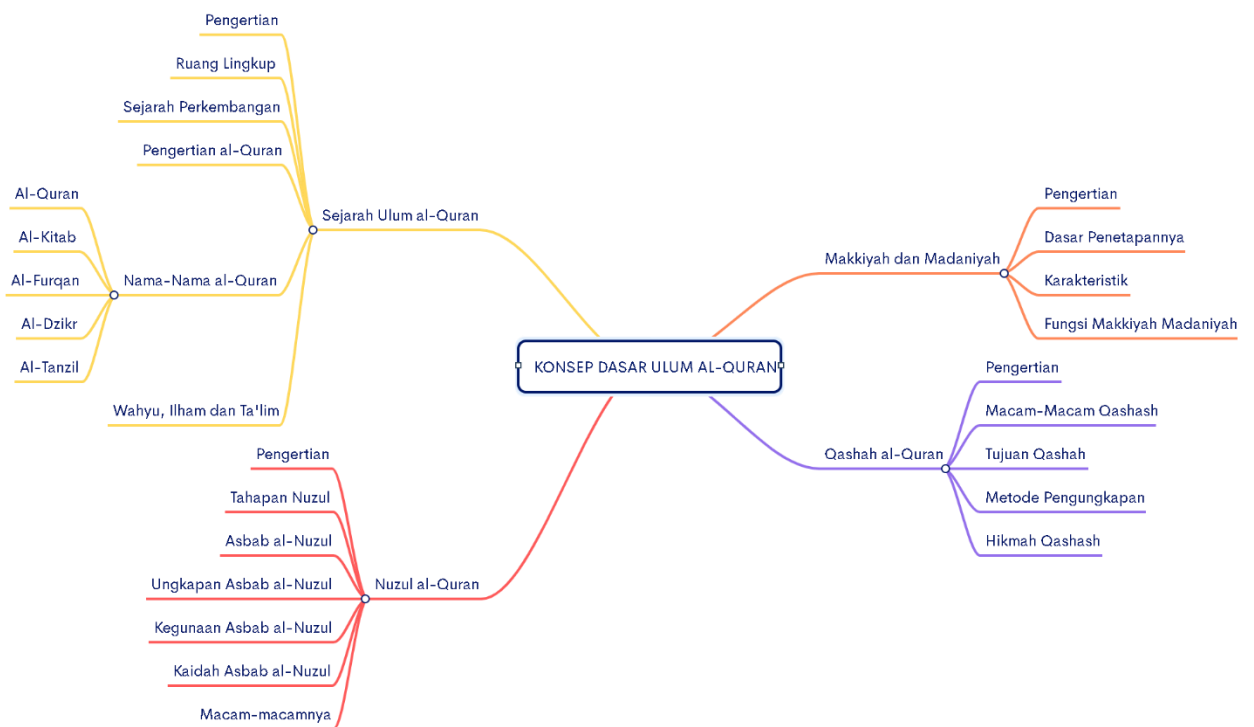 KONSEP DASAR ULUM AL-QURAN
Sejarah Ulum al-Quran
Pengertian
Ruang Lingkup
Sejarah Perkembangan
Pengertian al-Quran
Nama-Nama al-Quran
Al-Quran
Al-Kitab
Al-Furqan
Al-Dzikr
Al-Tanzil
Wahyu, Ilham dan Ta'lim
Nuzul al-Quran
Pengertian
Tahapan Nuzul
Asbab al-Nuzul
Ungkapan Asbab al-Nuzul
Kegunaan Asbab al-Nuzul
Kaidah Asbab al-Nuzul
Macam-macamnya
Makkiyah dan Madaniyah
Pengertian
Dasar Penetapannya
Karakteristik
Fungsi Makkiyah Madaniyah
Qashah al-Quran
Pengertian
Macam-Macam Qashash
Tujuan Qashah
Metode Pengungkapan
Hikmah Qashash